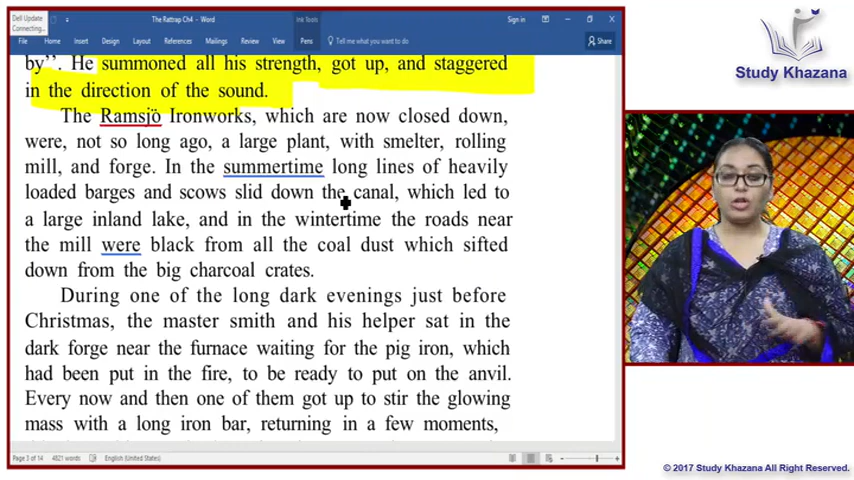 Dell Update
Connecting...
The Rattrap Ch4 - Word
Ink Tools
Sign in
File Home Insert Design Layout References Mailings Review View Pens Tell me what you want to do Share
by''. He summoned all his strength, got up, and staggered
in the direction of the sound.
The Ramsjö Ironworks, which are now closed down,
were, not so long ago, a large plant, with smelter, rolling
mill, and forge. In the summertime long lines of heavily
loaded barges and scows slid down the canal, which led to
a large inland lake, and in the wintertime the roads near
the mill were black from all the coal dust which sifted
down from the big charcoal crates.
During one of the long dark evenings just before
Christmas, the master smith and his helper sat in the
dark forge near the furnace waiting for the pig iron, which
had been put in the fire, to be ready to put on the anvil.
Every now and then one of them got up to stir the glowing
mass with a long iron bar, returning in a few moments,
Page 3 of 14 4821 words English (United States)
Study Khazana
© 2017 Study Khazana All Right Reserved.